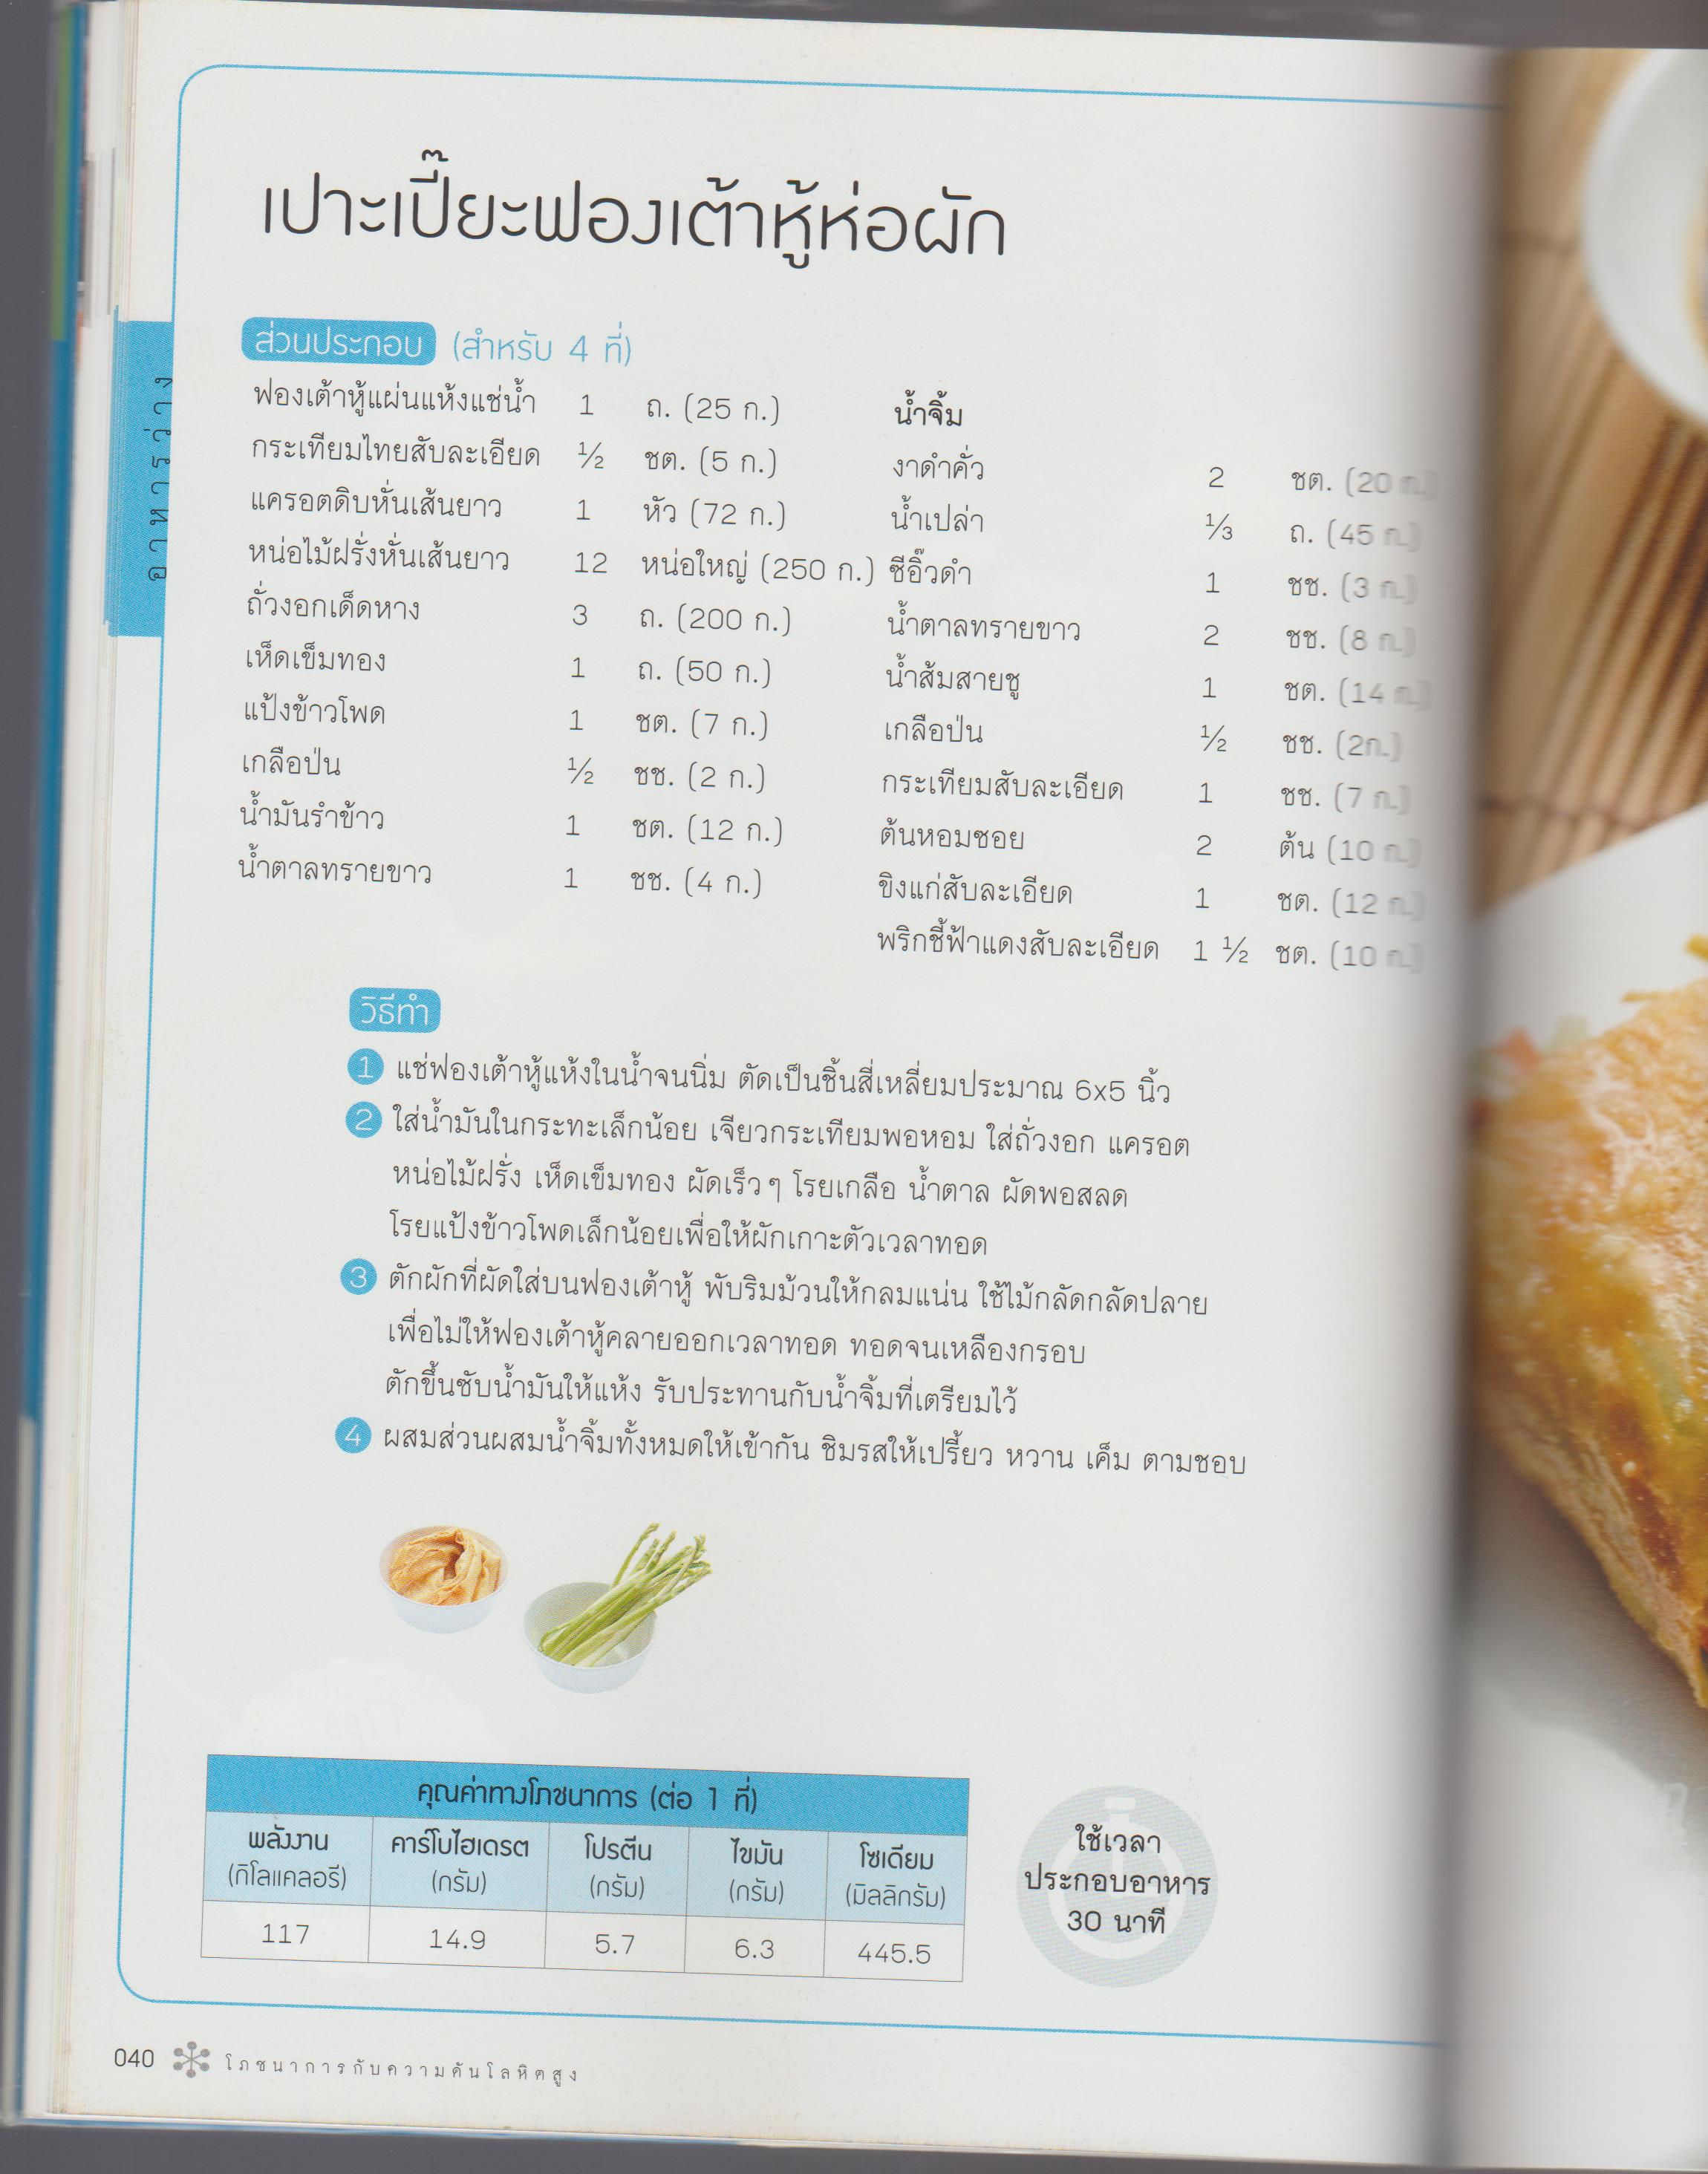 อาหารว่าง
เปาะเปี๊ยะฟองเต้าหู้ห่อผัก
ส่วนประกอบ (สำหรับ 4 ที่)
ฟองเต้าหู้แผ่นแห้งแช่น้ำ 1 ถ. (25 ก.)
กระเทียมไทยสับละเอียด ½ ชต. (5 ก.)
แครอตดิบหั่นเส้นยาว 1 หัว (72 ก.)
หน่อไม้ฝรั่งหั่นเส้นยาว 12 หน่อใหญ่ (250 ก.)
ถั่วงอกเด็ดหาง 3 ถ. (200 ก.)
เห็ดเข็มทอง 1 ถ. (50 ก.)
แป้งข้าวโพด 1 ชต. (7 ก.)
เกลือป่น ½ ชช. (2 ก.)
น้ำมันรำข้าว 1 ชต. (12 ก.)
น้ำตาลทรายขาว 1 ชช. (4 ก.)
น้ำจิ้ม
งาดำคั่ว 2 ชต. (20 ก.)
น้ำเปล่า ⅓ ถ. (45 ก.)
ซีอิ๊วดำ 1 ชช. (3 ก.)
น้ำตาลทรายขาว 2 ชช. (8 ก.)
น้ำส้มสายชู 1 ชต. (14 ก.)
เกลือป่น ½ ชช. (2ก.)
กระเทียมสับละเอียด 1 ชช. (7 ก.)
ต้นหอมซอย 2 ต้น (10 ก.)
ขิงแก่สับละเอียด 1 ชต. (12 ก.)
พริกชี้ฟ้าแดงสับละเอียด 1 ½ ชต. (10 ก.)
วิธีทำ
1 แช่ฟองเต้าหู้แห้งในน้ำจนนิ่ม ตัดเป็นชิ้นสี่เหลี่ยมประมาณ 6x5 นิ้ว
2 ใส่น้ำมันในกระทะเล็กน้อย เจียวกระเทียมพอหอม ใส่ถั่วงอก แครอต
หน่อไม้ฝรั่ง เห็ดเข็มทอง ผัดเร็วๆ โรยเกลือ น้ำตาล ผัดพอสลด
โรยแป้งข้าวโพดเล็กน้อยเพื่อให้ผักเกาะตัวเวลาทอด
3 ตักผักที่ผัดใส่บนฟองเต้าหู้ พับริมม้วนให้กลมแน่น ใช้ไม้กลัดกลัดปลาย
เพื่อไม่ให้ฟองเต้าหู้คลายออกเวลาทอด ทอดจนเหลืองกรอบ
ตักขึ้นซับน้ำมันให้แห้ง รับประทานกับน้ำจิ้มที่เตรียมไว้
4 ผสมส่วนผสมน้ำจิ้มทั้งหมดให้เข้ากัน ชิมรสให้เปรี้ยว หวาน เค็ม ตามชอบ
คุณค่าทางโภชนาการ (ต่อ 1 ที่)
พลังงาน คาร์โบไฮเดรต โปรตีน ไขมัน โซเดียม
(กิโลแคลอรี) (กรัม) (กรัม) (กรัม) (มิลลิกรัม)
117 14.9 5.7 6.3 445.5
ใช้เวลา
ประกอบอาหาร
30 นาที
040 โภชนาการกับความดันโลหิตสูง